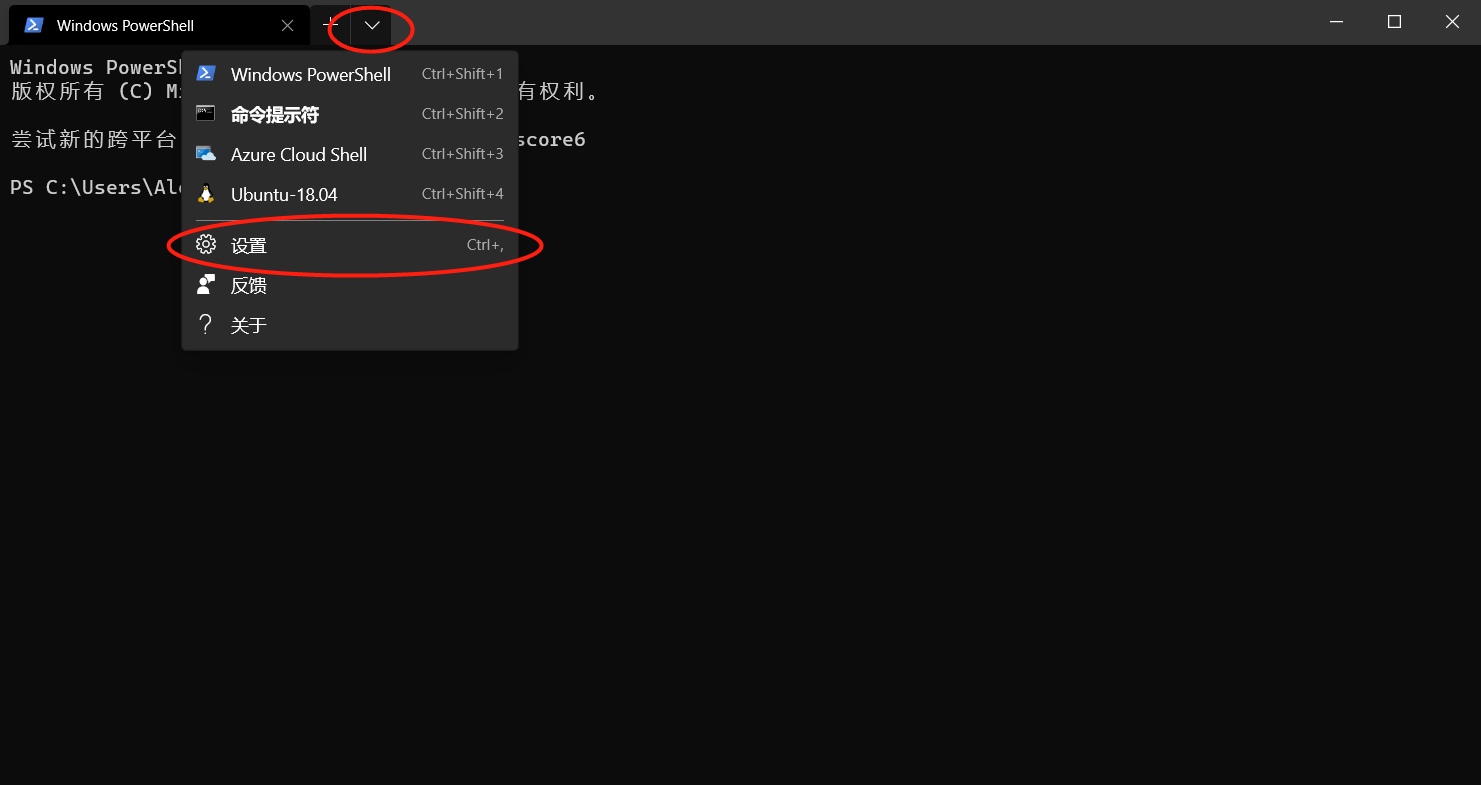 Windows PowerShell
Windows PowerS
版权所有 (C) M
有权利。
尝试新的跨平台
score6
PS C:\Users\Al
Windows PowerShell Ctrl+Shift+1
命令提示符 Ctrl+Shift+2
Azure Cloud Shell Ctrl+Shift+3
Ubuntu-18.04 Ctrl+Shift+4
设置 Ctrl+,
反馈
关于